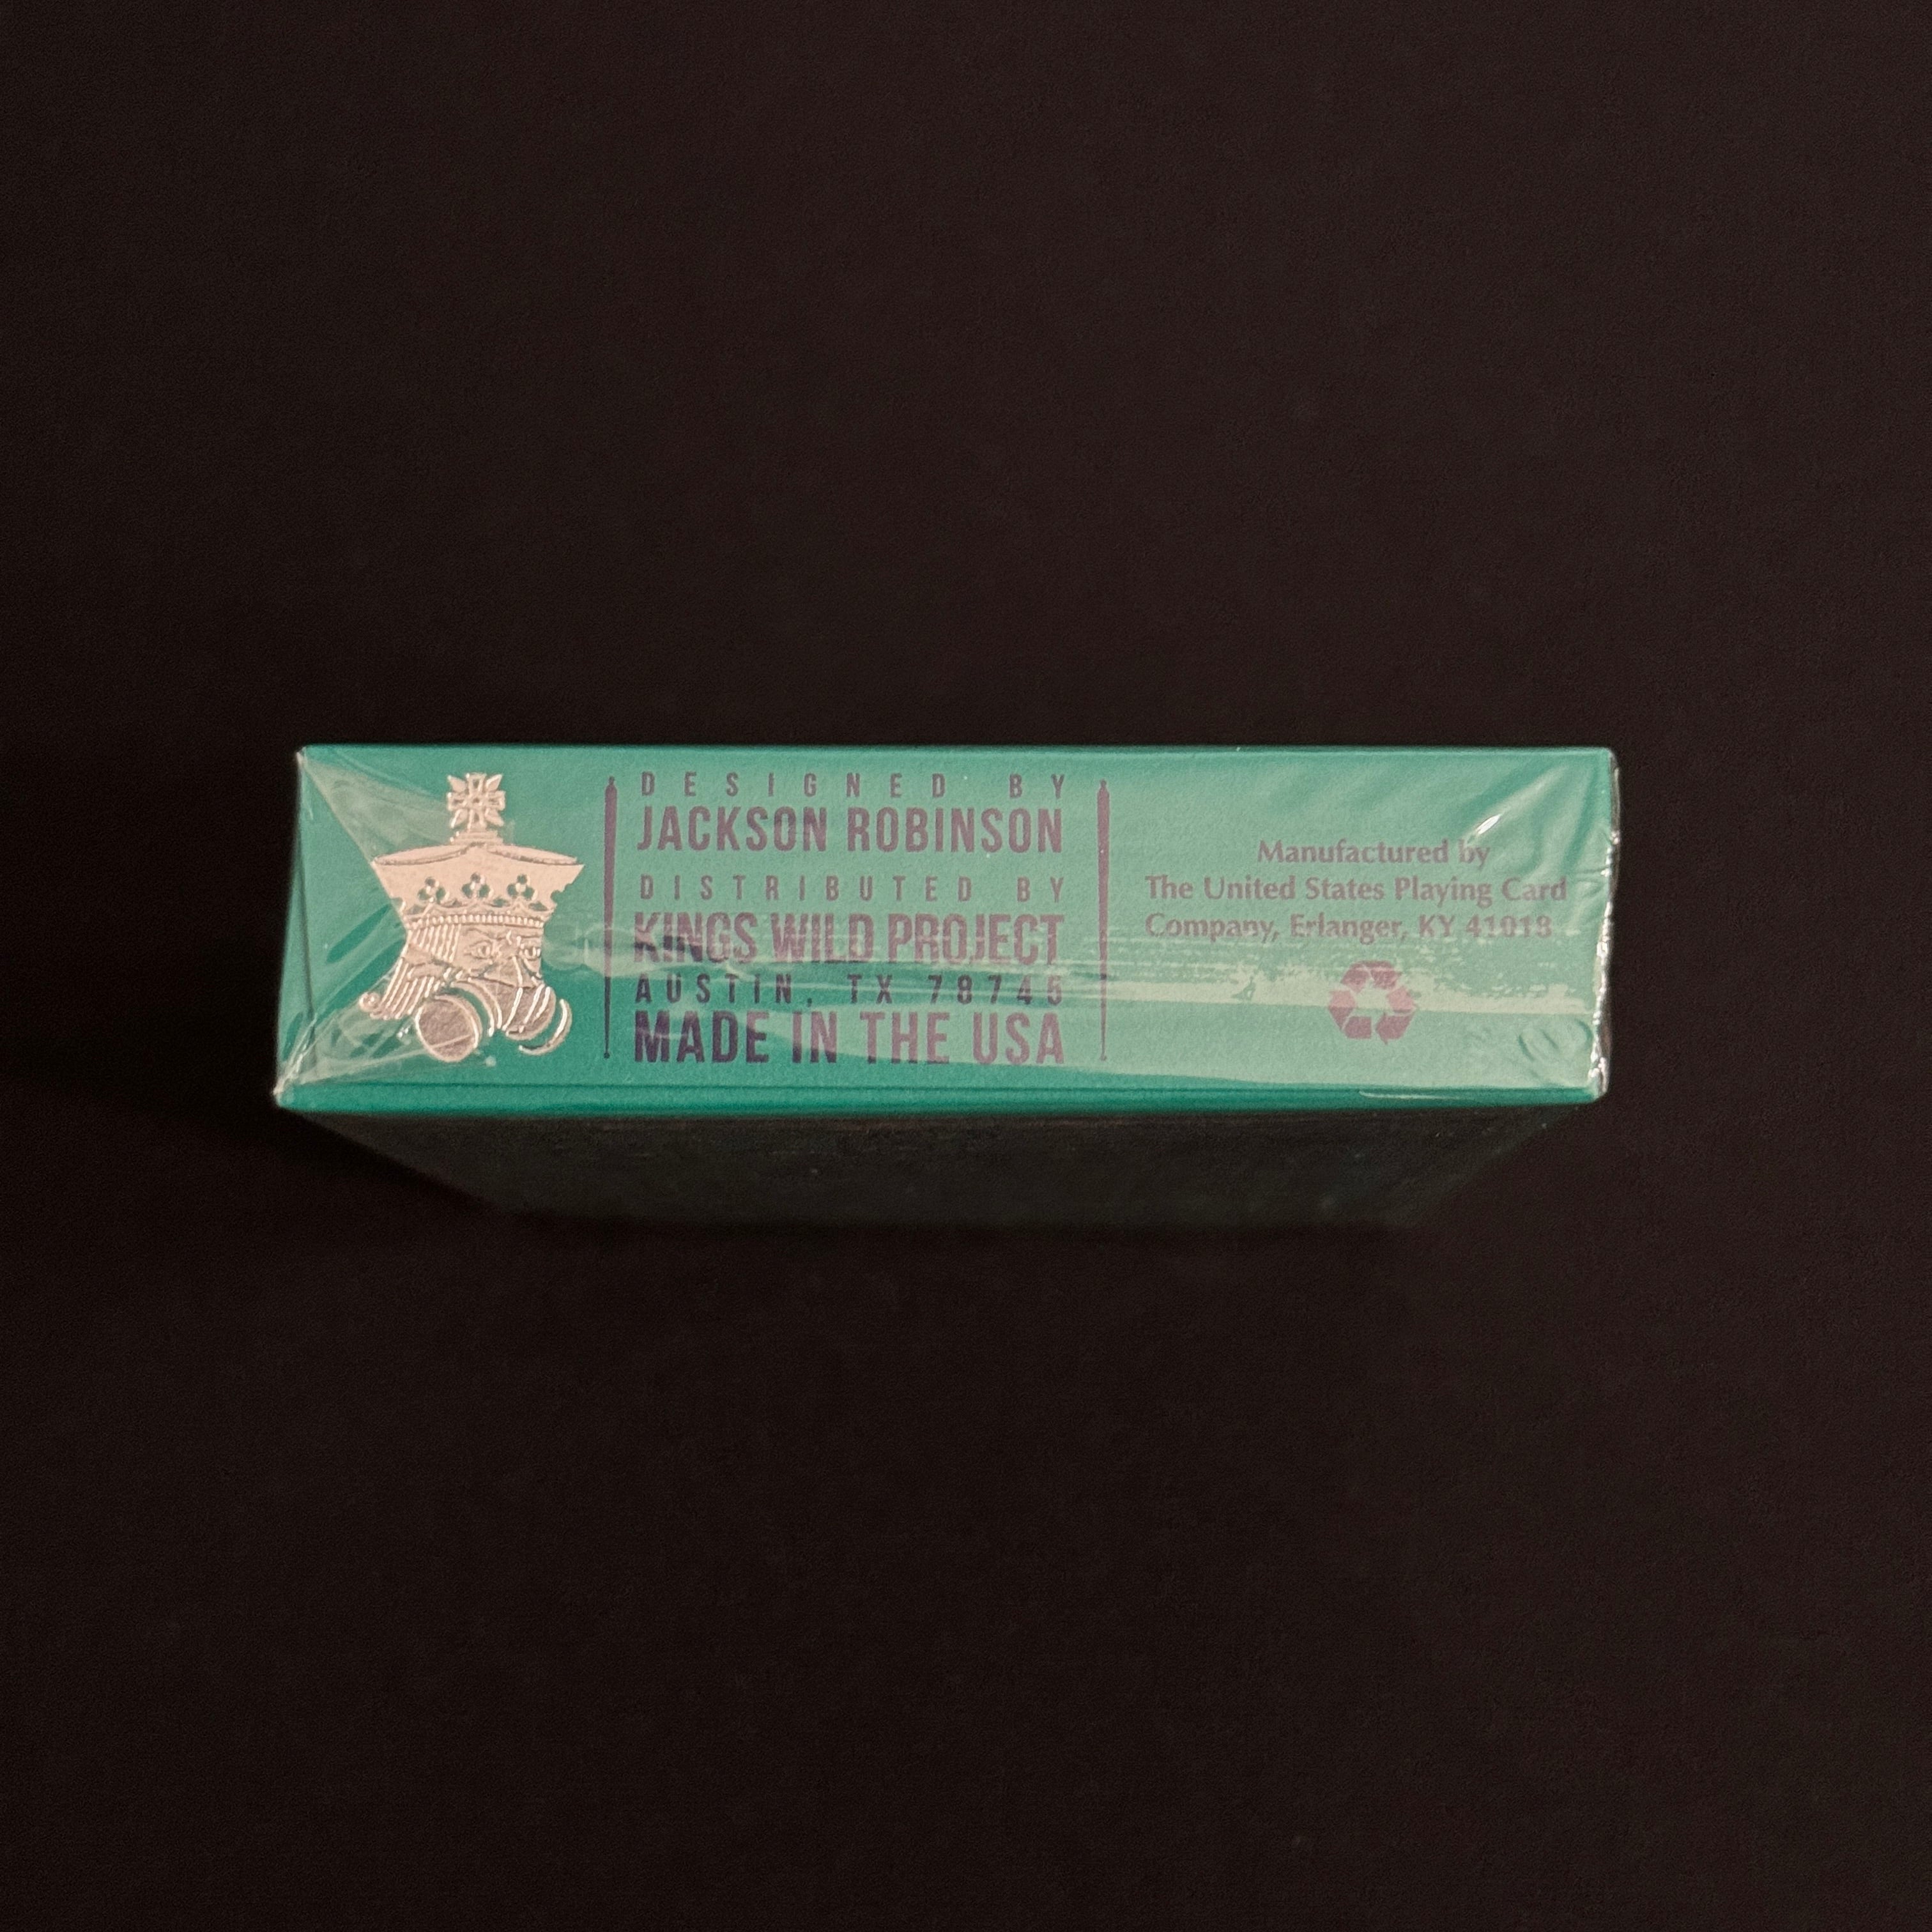 DESIGNED BY
JACKSON ROBINSON
DISTRIBUTED BY
KINGS WILD PROJECT
AUSTIN, TX 78745
MADE IN THE USA
Manufactured by
The United States Playing Card
Company, Erlanger, KY 41018